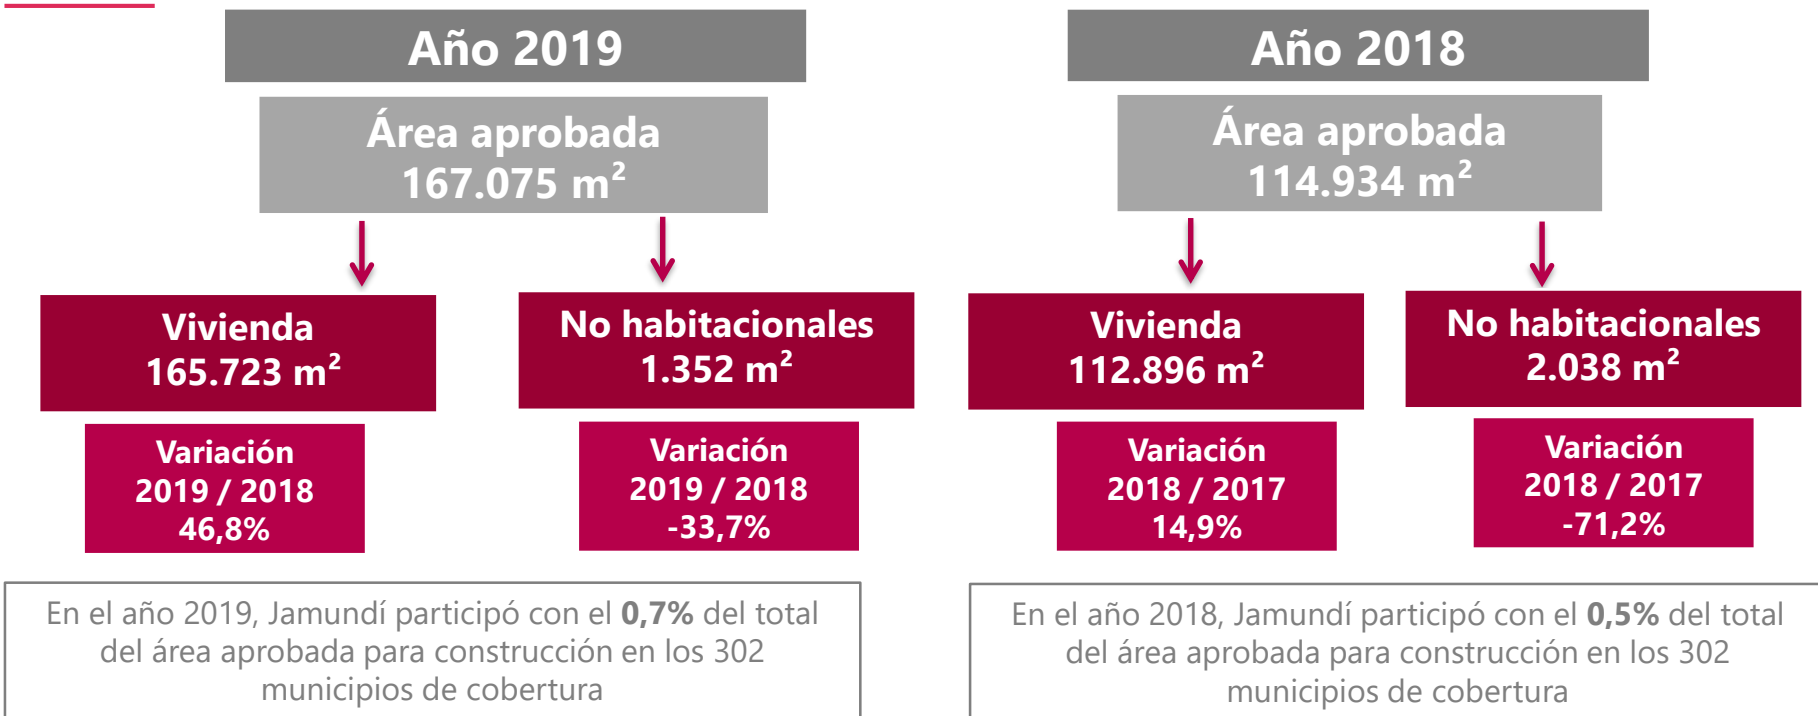 Año 2019
Área aprobada
167.075 m²
Vivienda
165.723 m²
No habitacionales
1.352 m²
Variación
2019 / 2018
46,8%
Variación
2019 / 2018
-33,7%
En el año 2019, Jamundí participó con el 0,7% del total
del área aprobada para construcción en los 302
municipios de cobertura
Año 2018
Área aprobada
114.934 m²
Vivienda
112.896 m²
No habitacionales
2.038 m²
Variación
2018 / 2017
14,9%
Variación
2018 / 2017
-71,2%
En el año 2018, Jamundí participó con el 0,5% del total
del área aprobada para construcción en los 302
municipios de cobertura